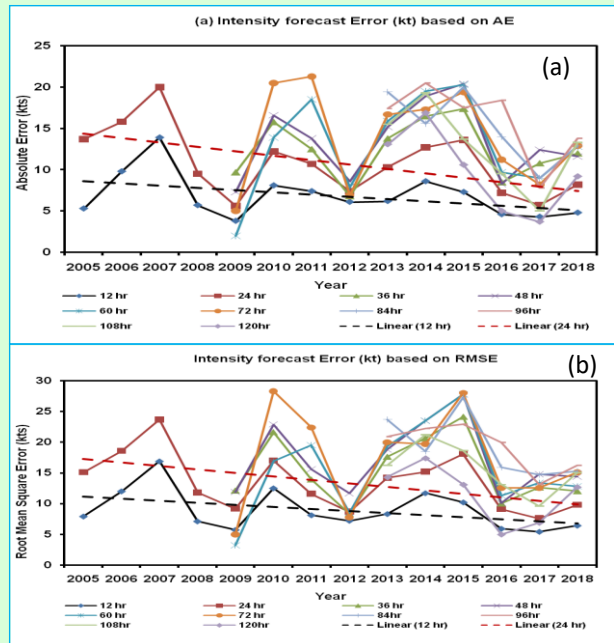 (a) Intensity forecast Error (kt) based on AE
(a)
Absolute Error (kts)
25
20
15
10
5
0
2005 2006 2007 2008 2009 2010 2011 2012 2013 2014 2015 2016 2017 2018
Year
12 hr 24 hr 36 hr 48 hr
60 hr 72 hr 84hr 96hr
108hr 120hr Linear (12 hr) Linear (24 hr)
Intensity forecast Error (kt) based on RMSE
(b)
Root Mean Square Error (kts)
30
25
20
15
10
5
0
2005 2006 2007 2008 2009 2010 2011 2012 2013 2014 2015 2016 2017 2018
Year
12 hr 24 hr 36 hr 48 hr
60 hr 72 hr 84hr 96hr
108hr 120hr Linear (12 hr) Linear (24 hr)